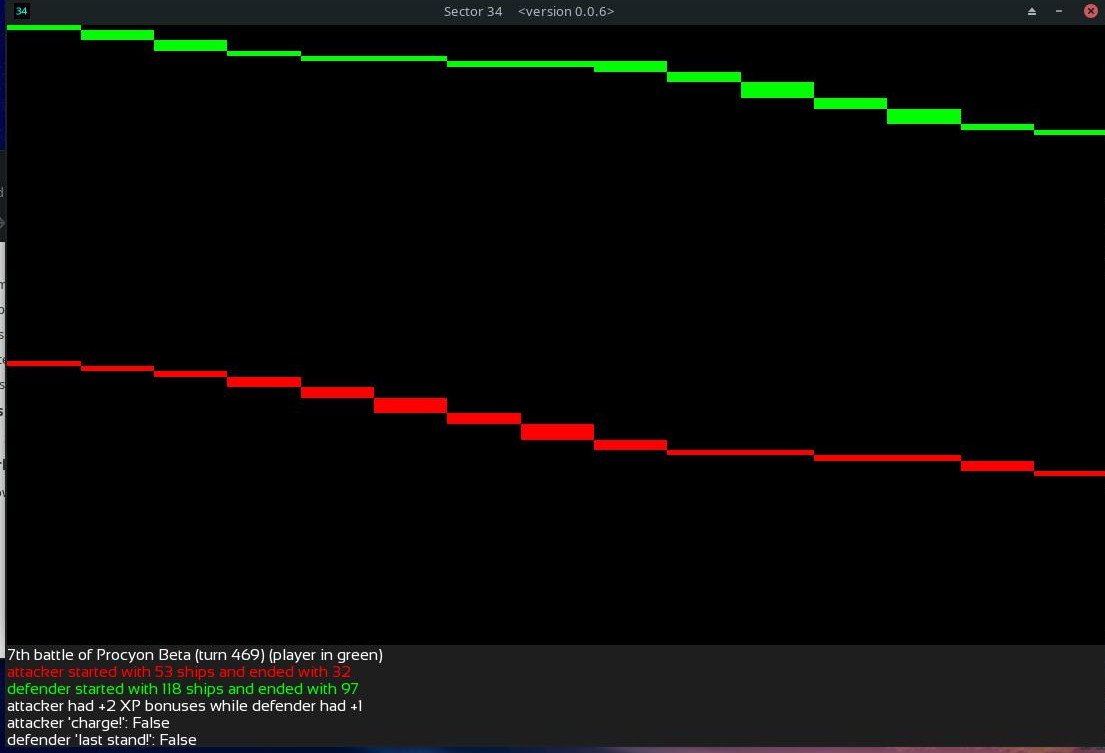 34
Sector 34 <version 0.0.6>
7th battle of Procyon Beta (turn 469) (player in green)
attacker started with 53 ships and ended with 32
defender started with 118 ships and ended with 97
attacker had +2 XP bonuses while defender had +1
attacker 'charge!': False
defender 'last stand!': False